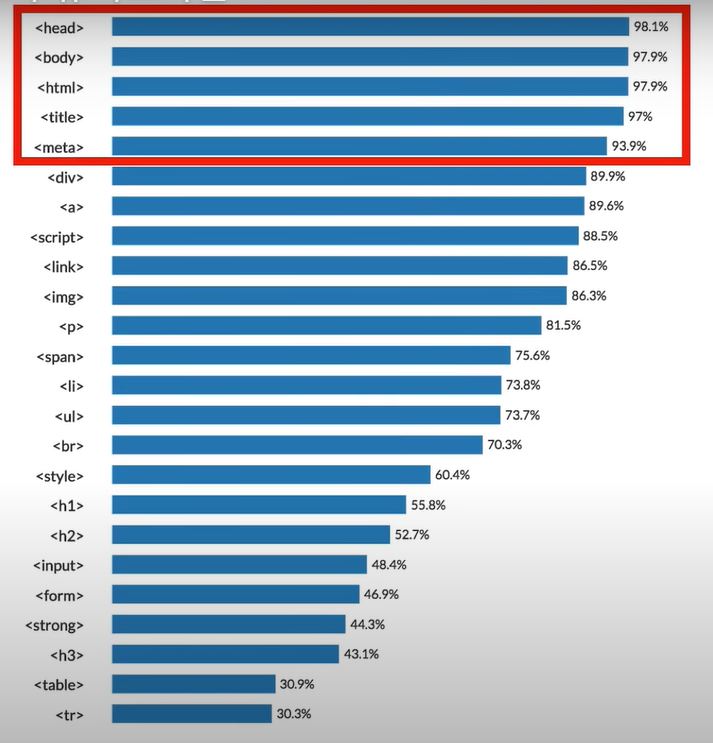 <head> 98.1%
<body> 97.9%
<html> 97.9%
<title> 97%
<meta> 93.9%
<div> 89.9%
<a> 89.6%
<script> 88.5%
<link> 86.5%
<img> 86.3%
<p> 81.5%
<span> 75.6%
<li> 73.8%
<ul> 73.7%
<br> 70.3%
<style> 60.4%
<h1> 55.8%
<h2> 52.7%
<input> 48.4%
<form> 46.9%
<strong> 44.3%
<h3> 43.1%
<table> 30.9%
<tr> 30.3%